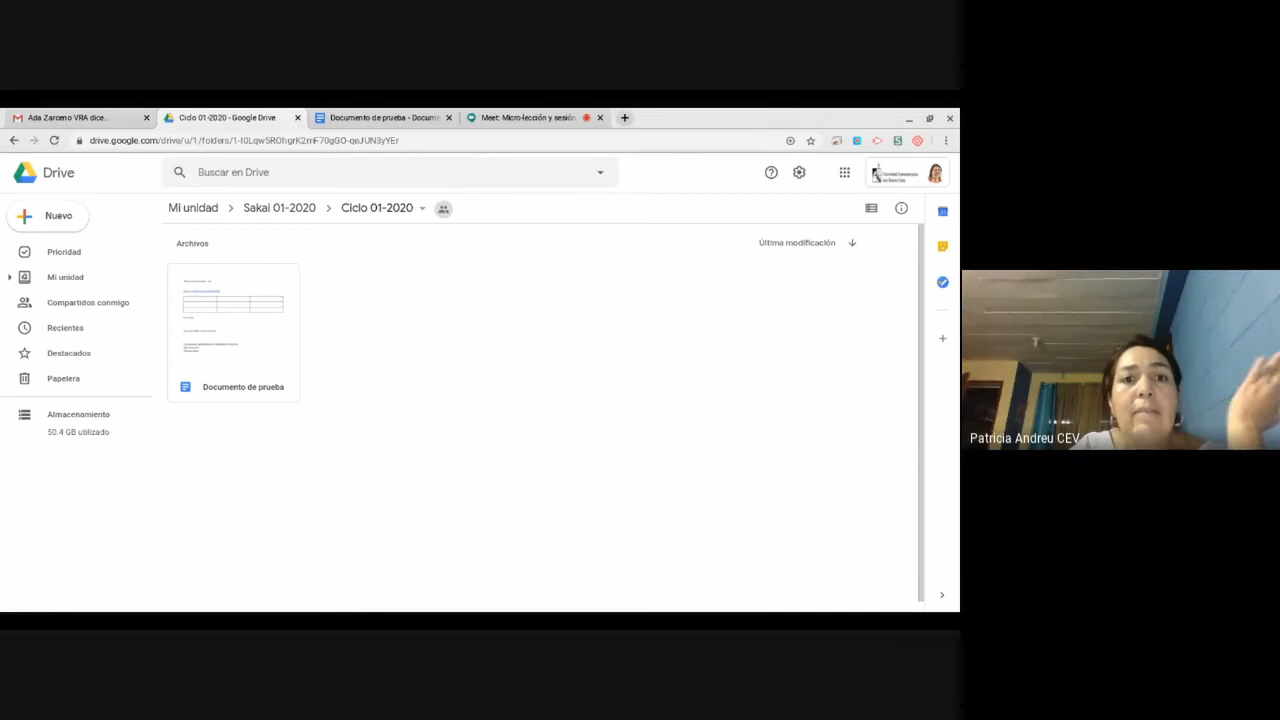 Ada Zarceno VRA dice...
Ciclo 01-2020 - Google Drive
Documento de prueba - Docume
Meet: Micro-lección y sesión
drive.google.com/drive/u/1/folders/1-I0Lqw5ROhgrK2mF70gGO-qeJUN3yYEr
Drive
Buscar en Drive
Nuevo
Mi unidad > Sakai 01-2020 > Ciclo 01-2020
Prioridad
Mi unidad
Compartidos conmigo
Recientes
Destacados
Papelera
Almacenamiento
50.4 GB utilizado
Archivos
Última modificación
Documento de prueba
Patricia Andreu CEV